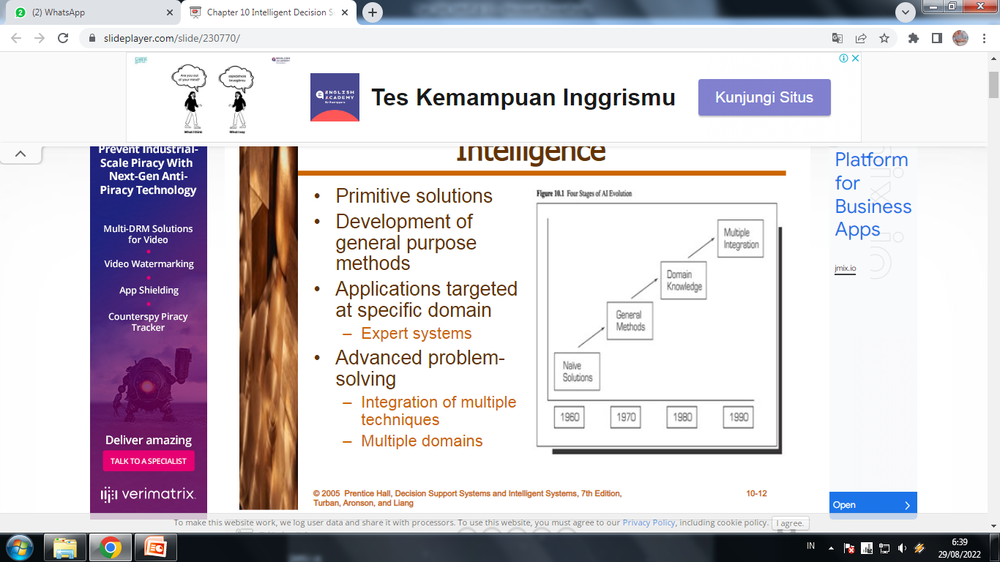 (2) WhatsApp
Chapter 10 Intelligent Decision S
slideplayer.com/slide/230770/
Are you out
of your mind?
What I think
What I say
ENGLISH
ACADEMY
Tes Kemampuan Inggrismu
Kunjungi Situs
Prevent Industrial-
Scale Piracy With
Next-Gen Anti-
Piracy Technology
Multi-DRM Solutions
for Video
Video Watermarking
App Shielding
Counterspy Piracy
Tracker
Deliver amazing
TALK TO A SPECIALIST
verimatrix
Intelligence
• Primitive solutions
• Development of
general purpose
methods
• Applications targeted
at specific domain
– Expert systems
• Advanced problem-
solving
– Integration of multiple
techniques
– Multiple domains
Figure 10.1 Four Stages of AI Evolution
Multiple
Integration
Domain
Knowledge
General
Methods
Naïve
Solutions
1960
1970
1980
1990
© 2005 Prentice Hall, Decision Support Systems and Intelligent Systems, 7th Edition,
Turban, Aronson, and Liang
10-12
Platform
for
Business
Apps
jmix.io
Open
To make this website work, we log user data and share it with processors. To use this website, you must agree to our Privacy Policy, including cookie policy.
I agree.
IN
6:39
29/08/2022